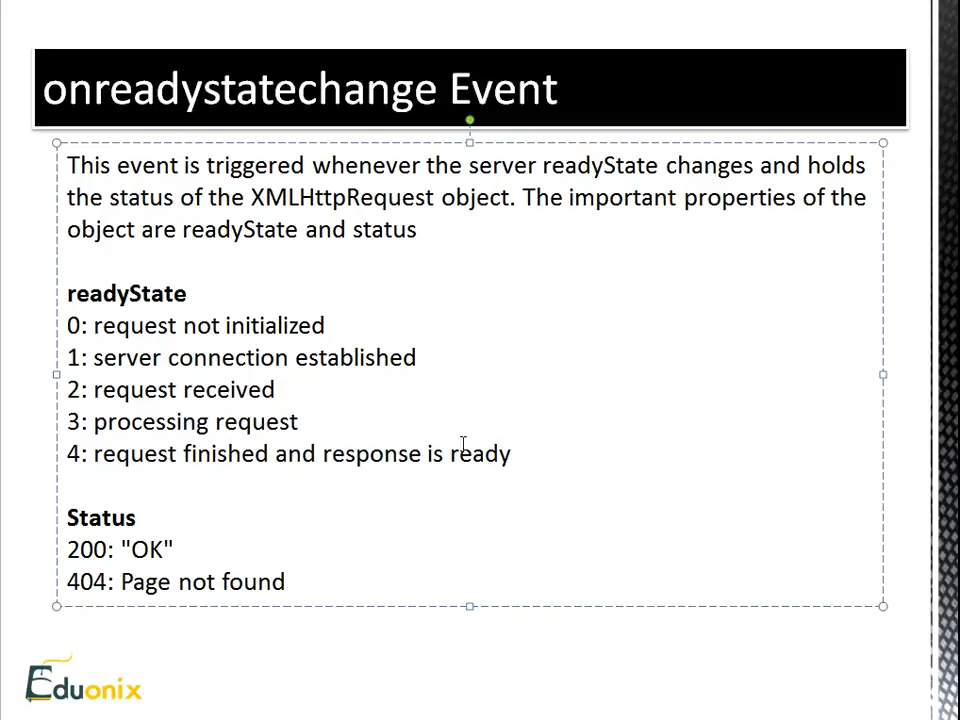 onreadystatechange Event
This event is triggered whenever the server readyState changes and holds
the status of the XMLHttpRequest object. The important properties of the
object are readyState and status
readyState
0: request not initialized
1: server connection established
2: request received
3: processing request
4: request finished and response is ready
Status
200: "OK"
404: Page not found
Eduonix